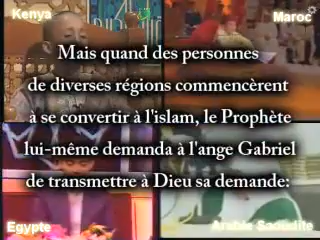 Kenya
Maroc
Mais quand des personnes
de diverses régions commencèrent
à se convertir à l'islam, le Prophète
lui-même demanda à l'ange Gabriel
de transmettre à Dieu sa demande:
Egypte
Arabie Saoudite